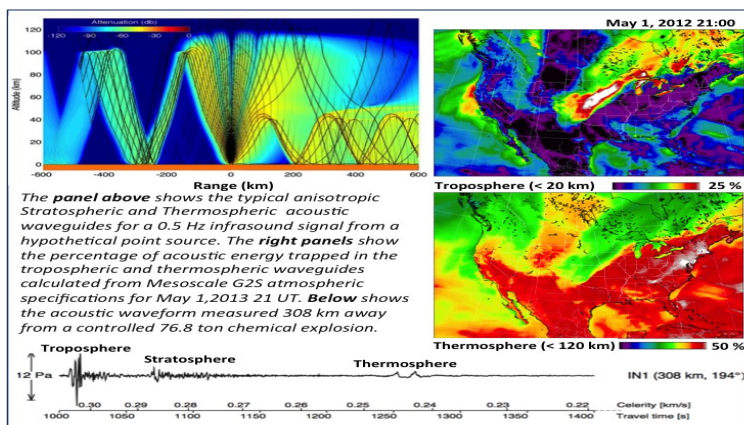 Attenuation (db)
-120 -90 -60 -30 0
120
100
80
60
40
20
0
Altitude (km)
-600 -400 -200 0 200 400 600
Range (km)
May 1, 2012 21:00
Troposphere (< 20 km) 25 %
Thermosphere (< 120 km) 50 %
The panel above shows the typical anisotropic
Stratospheric and Thermospheric acoustic
waveguides for a 0.5 Hz infrasound signal from a
hypothetical point source. The right panels show
the percentage of acoustic energy trapped in the
tropospheric and thermospheric waveguides
calculated from Mesoscale G2S atmospheric
specifications for May 1,2013 21 UT. Below shows
the acoustic waveform measured 308 km away
from a controlled 76.8 ton chemical explosion.
Troposphere
Stratosphere
Thermosphere
12 Pa
IN1 (308 km, 194°)
0.30 0.29 0.28 0.27 0.26 0.25 0.24 0.23 0.22 Celerity [km/s]
1000 1050 1100 1150 1200 1250 1300 1350 1400 Travel time [s]